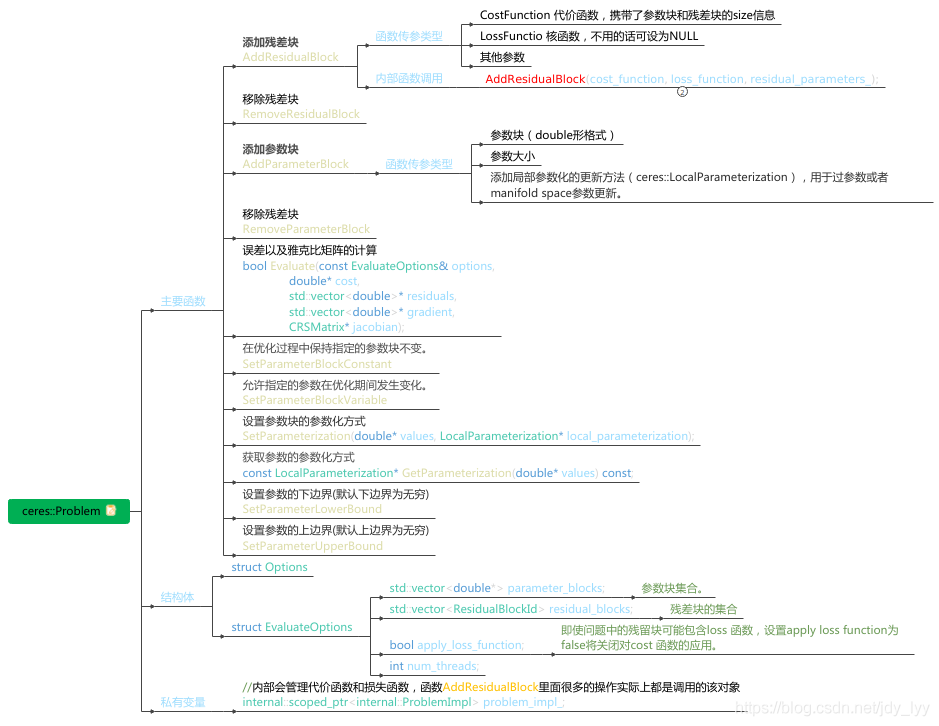 CostFunction 代价函数，携带了参数块和残差块的size信息
函数传参类型
LossFunctio 核函数，不用的话可设为NULL
添加残差块
AddResidualBlock
其他参数
内部函数调用
AddResidualBlock(cost_function, loss_function, residual_parameters_);
2
移除残差块
RemoveResidualBlock
参数块（double形格式）
添加参数块
AddParameterBlock
函数传参类型
参数大小
添加局部参数化的更新方法（ceres::LocalParameterization），用于过参数或者
manifold space参数更新。
移除残差块
RemoveParameterBlock
误差以及雅克比矩阵的计算
bool Evaluate(const EvaluateOptions& options,
double* cost,
std::vector<double>* residuals,
std::vector<double>* gradient,
CRSMatrix* jacobian);
主要函数
在优化过程中保持指定的参数块不变。
SetParameterBlockConstant
允许指定的参数在优化期间发生变化。
SetParameterBlockVariable
设置参数块的参数化方式
SetParameterization(double* values, LocalParameterization* local_parameterization);
获取参数的参数化方式
const LocalParameterization* GetParameterization(double* values) const;
设置参数的下边界(默认下边界为无穷)
SetParameterLowerBound
设置参数的上边界(默认上边界为无穷)
SetParameterUpperBound
ceres::Problem
struct Options
结构体
std::vector<double*> parameter_blocks;
参数块集合。
std::vector<ResidualBlockId> residual_blocks;
残差块的集合
struct EvaluateOptions
bool apply_loss_function;
即使问题中的残留块可能包含loss 函数，设置apply loss function为
false将关闭对cost 函数的应用。
int num_threads;
私有变量
//内部会管理代价函数和损失函数，函数AddResidualBlock里面很多的操作实际上都是调用的该对象
internal::scoped_ptr<internal::ProblemImpl> problem_impl_;
https://blog.csdn.net/jdy_lyy